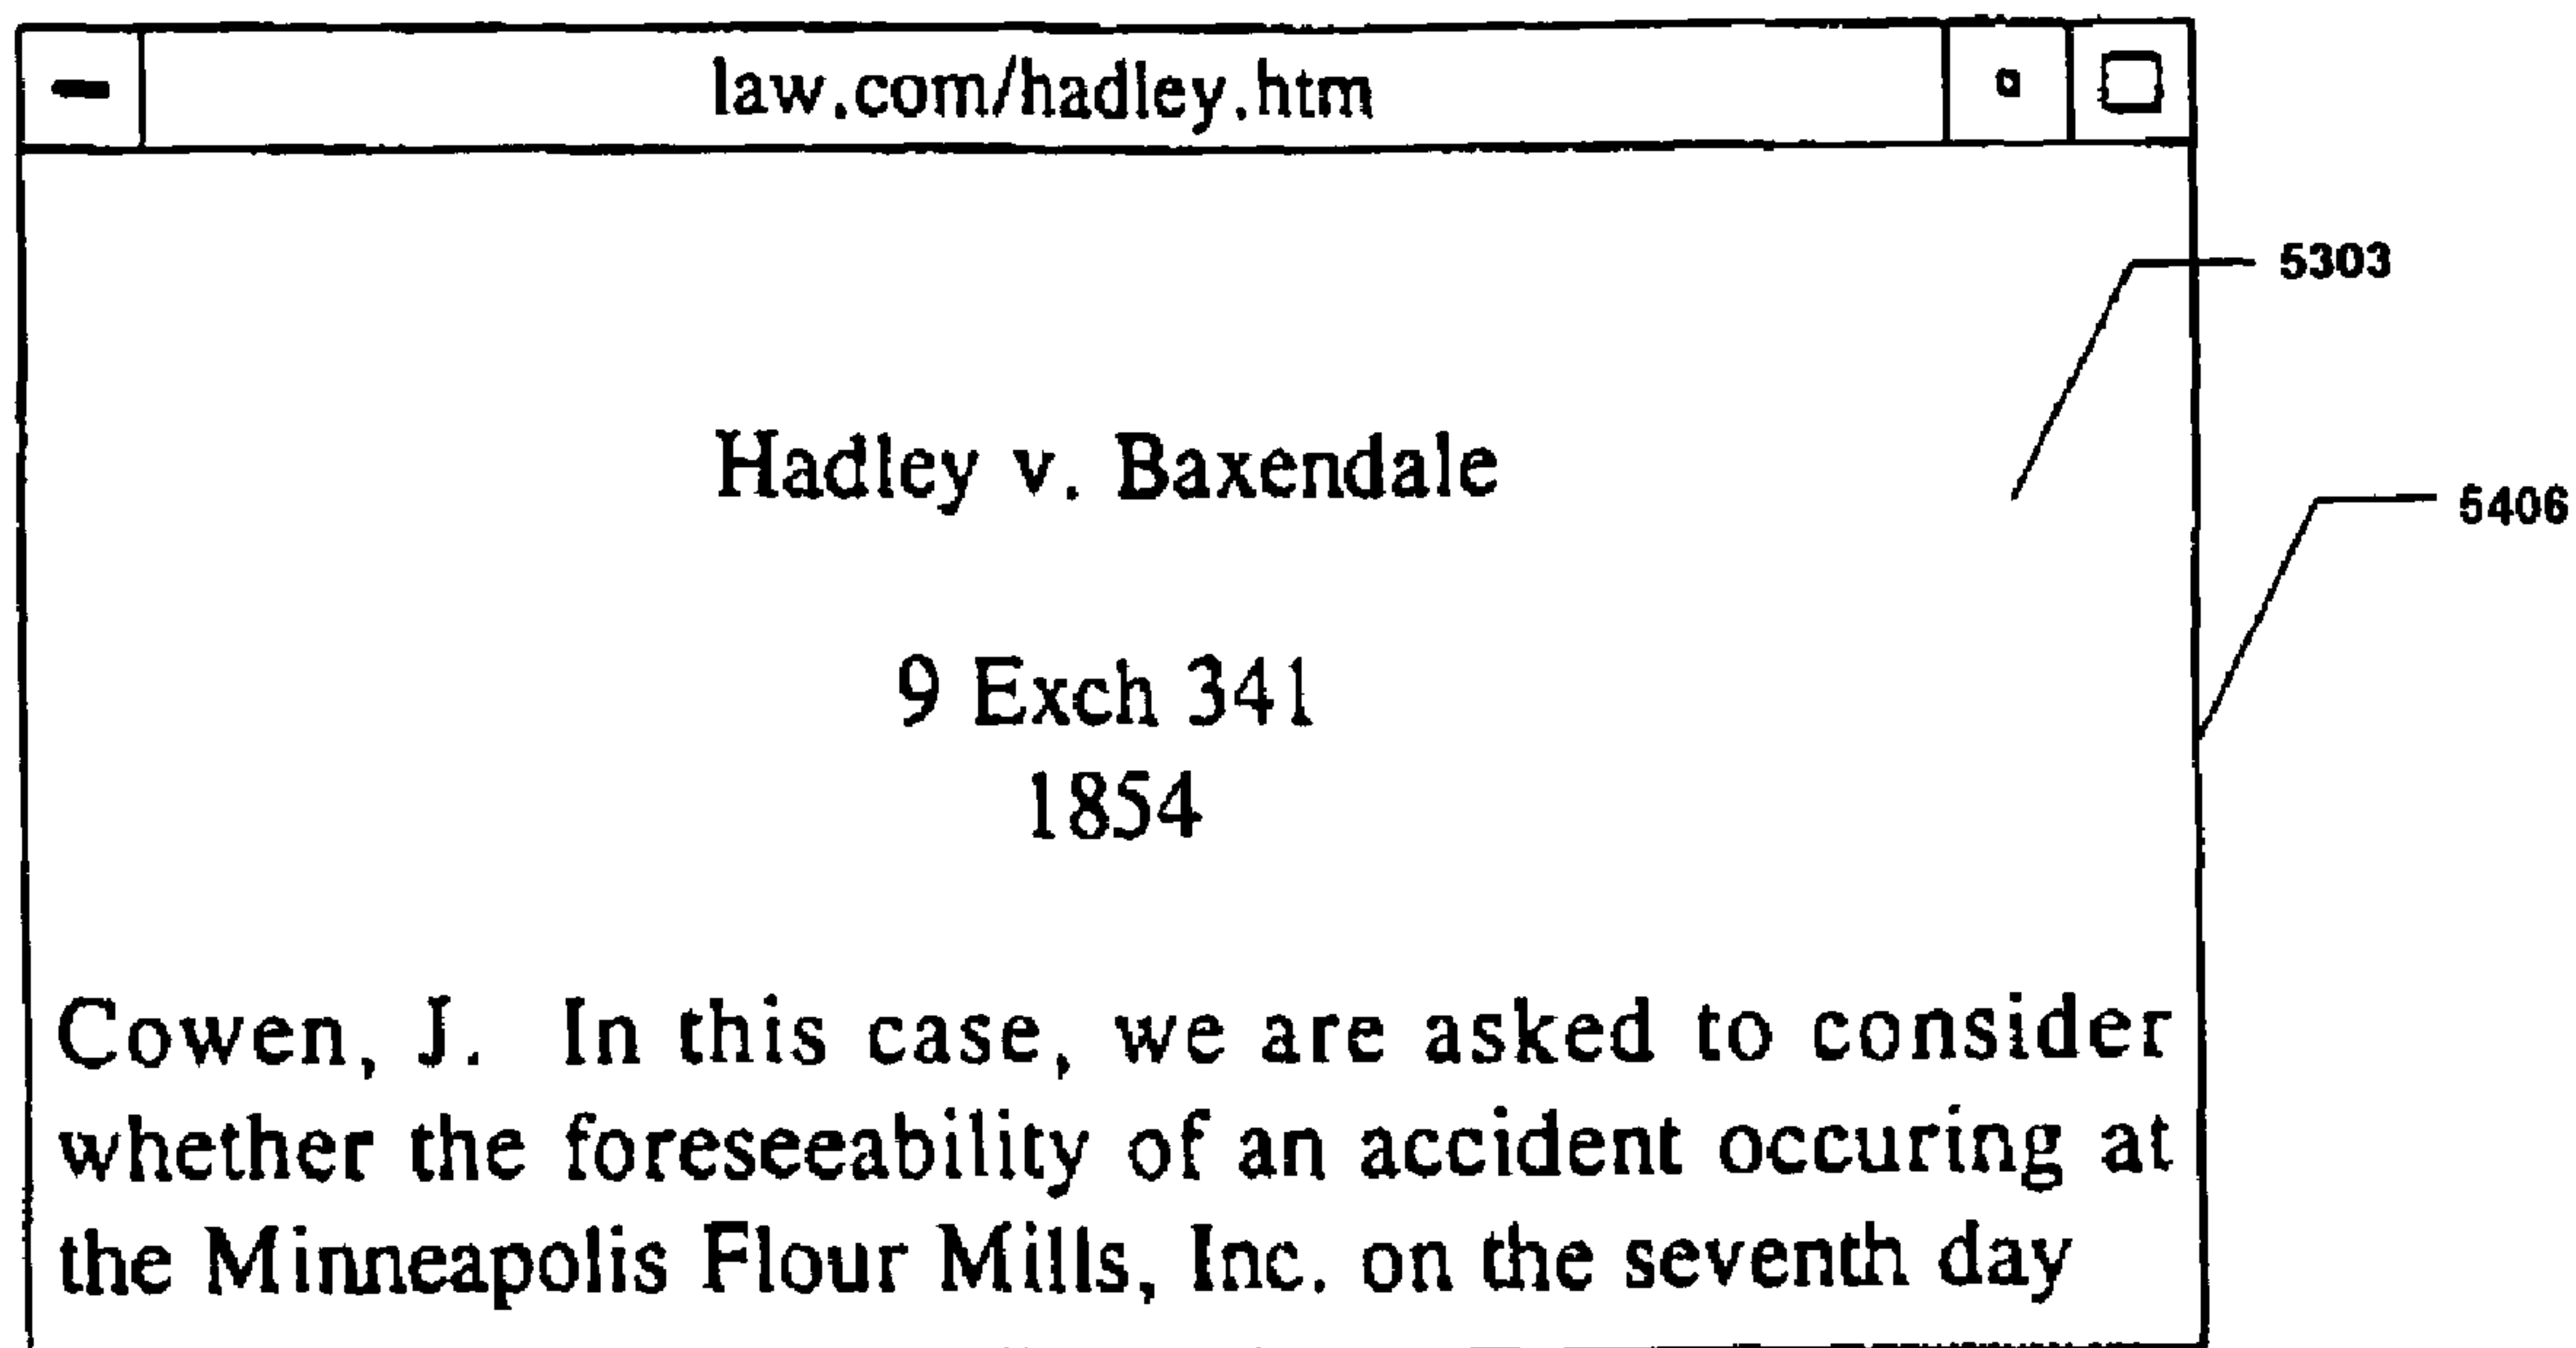 law.com/hadley.htm
5303
Hadley v. Baxendale
5406
9 Exch 341
1854
Cowen, J. In this case, we are asked to consider
whether the foreseeability of an accident occuring at
the Minneapolis Flour Mills, Inc. on the seventh day